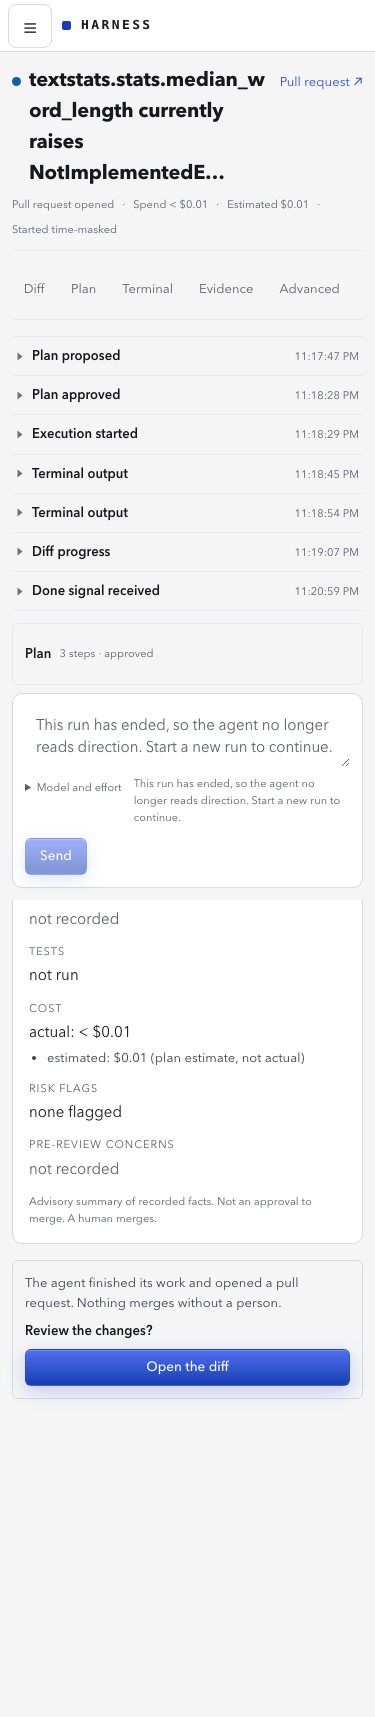 HARNESS
textstats.stats.median_w
ord_length currently
raises
NotImplementedE...
Pull request ↗
Pull request opened · Spend < $0.01 · Estimated $0.01 ·
Started time-masked
Diff Plan Terminal Evidence Advanced
Plan proposed 11:17:47 PM
Plan approved 11:18:28 PM
Execution started 11:18:29 PM
Terminal output 11:18:45 PM
Terminal output 11:18:54 PM
Diff progress 11:19:07 PM
Done signal received 11:20:59 PM
Plan 3 steps · approved
This run has ended, so the agent no longer
reads direction. Start a new run to continue.
Model and effort
This run has ended, so the agent no
longer reads direction. Start a new run to
continue.
Send
not recorded
TESTS
not run
COST
actual: < $0.01
• estimated: $0.01 (plan estimate, not actual)
RISK FLAGS
none flagged
PRE-REVIEW CONCERNS
not recorded
Advisory summary of recorded facts. Not an approval to
merge. A human merges.
The agent finished its work and opened a pull
request. Nothing merges without a person.
Review the changes?
Open the diff